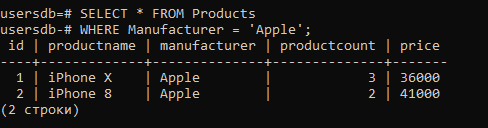 usersdb=# SELECT * FROM Products
usersdb-# WHERE Manufacturer = 'Apple';
 id | productname | manufacturer | productcount | price
----+-------------+--------------+--------------+-------
  1 | iPhone X    | Apple        |            3 | 36000
  2 | iPhone 8    | Apple        |            2 | 41000
(2 строки)